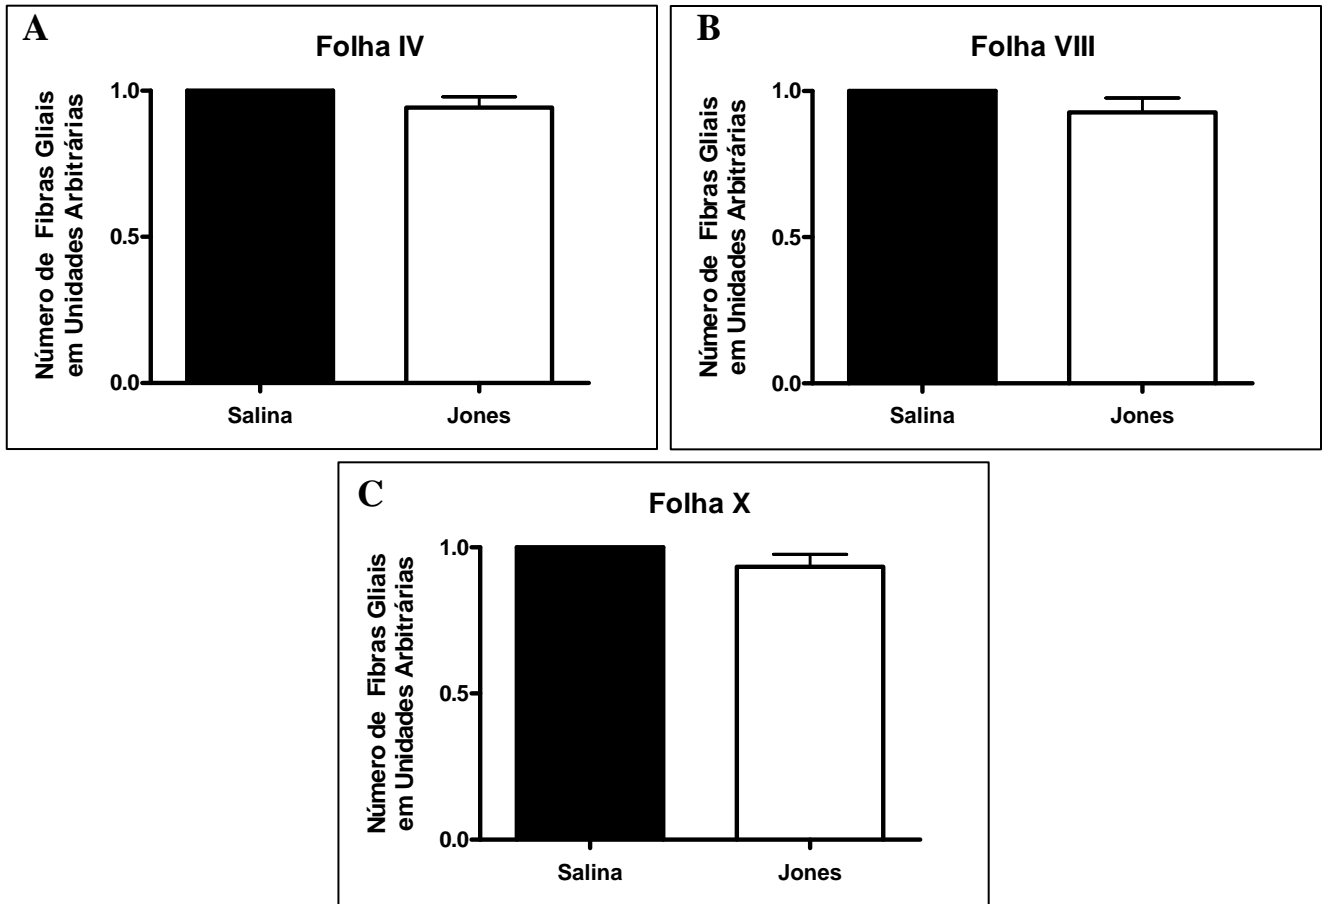 A
Folha IV
Número de Fibras Gliais
em Unidades Arbitrárias
1.0
0.5
0.0
Salina
Jones
B
Folha VIII
Número de Fibras Gliais
em Unidades Arbitrárias
1.0
0.5
0.0
Salina
Jones
C
Folha X
Número de Fibras Gliais
em Unidades Arbitrárias
1.0
0.5
0.0
Salina
Jones